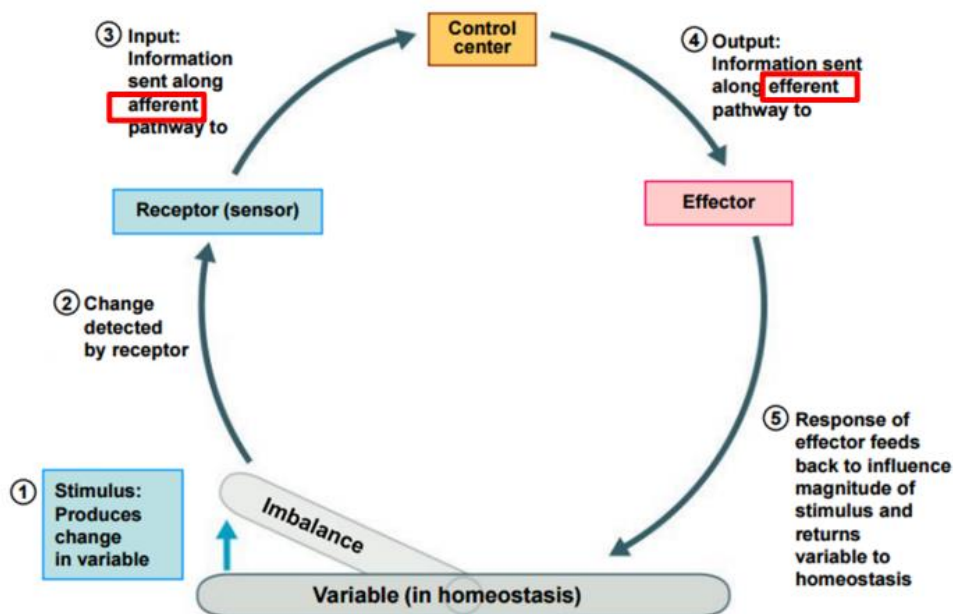 ③ Input:
Information
sent along
afferent
pathway to
Control
center
④ Output:
Information sent
along efferent
pathway to
Receptor (sensor)
Effector
② Change
detected
by receptor
① Stimulus:
Produces
change
in variable
Imbalance
Variable (in homeostasis)
⑤ Response of
effector feeds
back to influence
magnitude of
stimulus and
returns
variable to
homeostasis